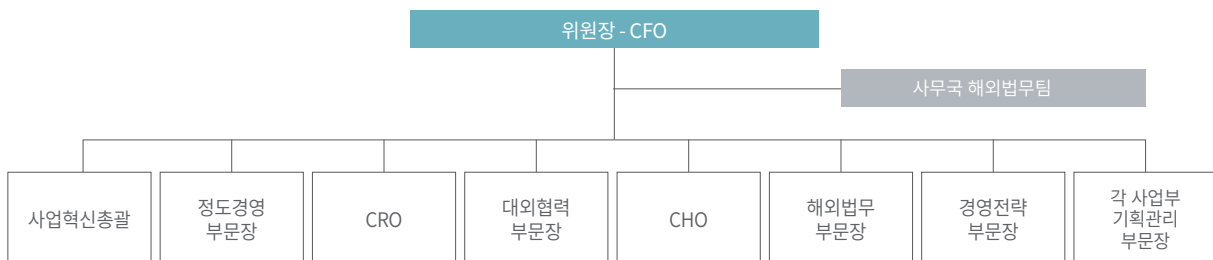 위원장 - CFO
사무국 해외법무팀
사업혁신총괄
정도경영
부문장
CRO
대외협력
부문장
CHO
해외법무
부문장
경영전략
부문장
각 사업부
기획관리
부문장